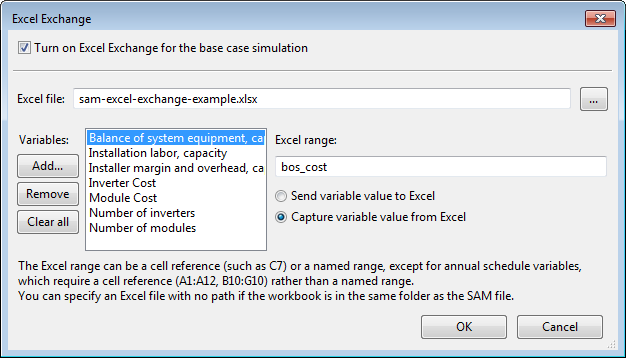 Excel Exchange
Turn on Excel Exchange for the base case simulation
Excel file:
sam-excel-exchange-example.xlsx
...
Variables:
Balance of system equipment, cap
Installation labor, capacity
Installer margin and overhead, ca
Inverter Cost
Module Cost
Number of inverters
Number of modules
Add...
Remove
Clear all
Excel range:
bos_cost
Send variable value to Excel
Capture variable value from Excel
The Excel range can be a cell reference (such as C7) or a named range, except for annual schedule variables,
which require a cell reference (A1:A12, B10:G10) rather than a named range.
You can specify an Excel file with no path if the workbook is in the same folder as the SAM file.
OK
Cancel